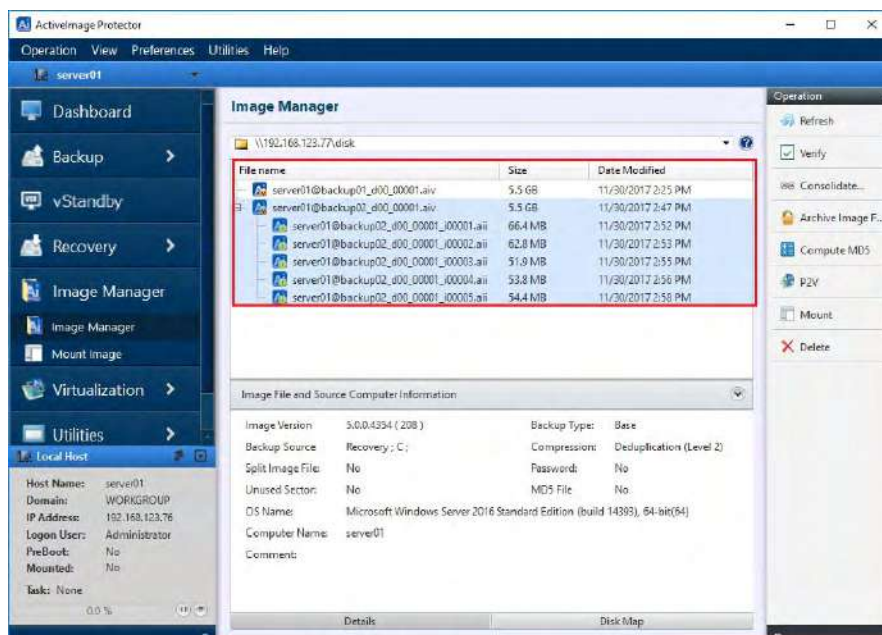 ActiveImage Protector
Operation View Preferences Utilities Help
server01
Dashboard
Backup
vStandby
Recovery
Image Manager
Image Manager
Mount Image
Virtualization
Utilities
Local Host
Host Name: server01
Domain: WORKGROUP
IP Address: 192.168.123.76
Logon User: Administrator
PreBoot: No
Mounted: No
Task: None
0.0 %
Image Manager
\\192.168.123.77\disk
File name Size Date Modified
server01@backup01_d00_00001.aiv 5.5 GB 11/30/2017 2:25 PM
server01@backup02_d00_00001.aiv 5.5 GB 11/30/2017 2:47 PM
server01@backup02_d00_00001_i00001.aii 66.4 MB 11/30/2017 2:52 PM
server01@backup02_d00_00001_i00002.aii 62.8 MB 11/30/2017 2:53 PM
server01@backup02_d00_00001_i00003.aii 51.9 MB 11/30/2017 2:55 PM
server01@backup02_d00_00001_i00004.aii 53.8 MB 11/30/2017 2:56 PM
server01@backup02_d00_00001_i00005.aii 54.4 MB 11/30/2017 2:58 PM
Image File and Source Computer Information
Image Version 5.0.0.4354 ( 208 ) Backup Type: Base
Backup Source Recovery ; C ; Compression: Deduplication (Level 2)
Split Image File: No Password: No
Unused Sector: No MD5 File No
OS Name: Microsoft Windows Server 2016 Standard Edition (build 14393), 64-bit(64)
Computer Name: server01
Comment:
Details Disk Map
Operation
Refresh
Verify
Consolidate...
Archive Image F...
Compute MD5
P2V
Mount
Delete